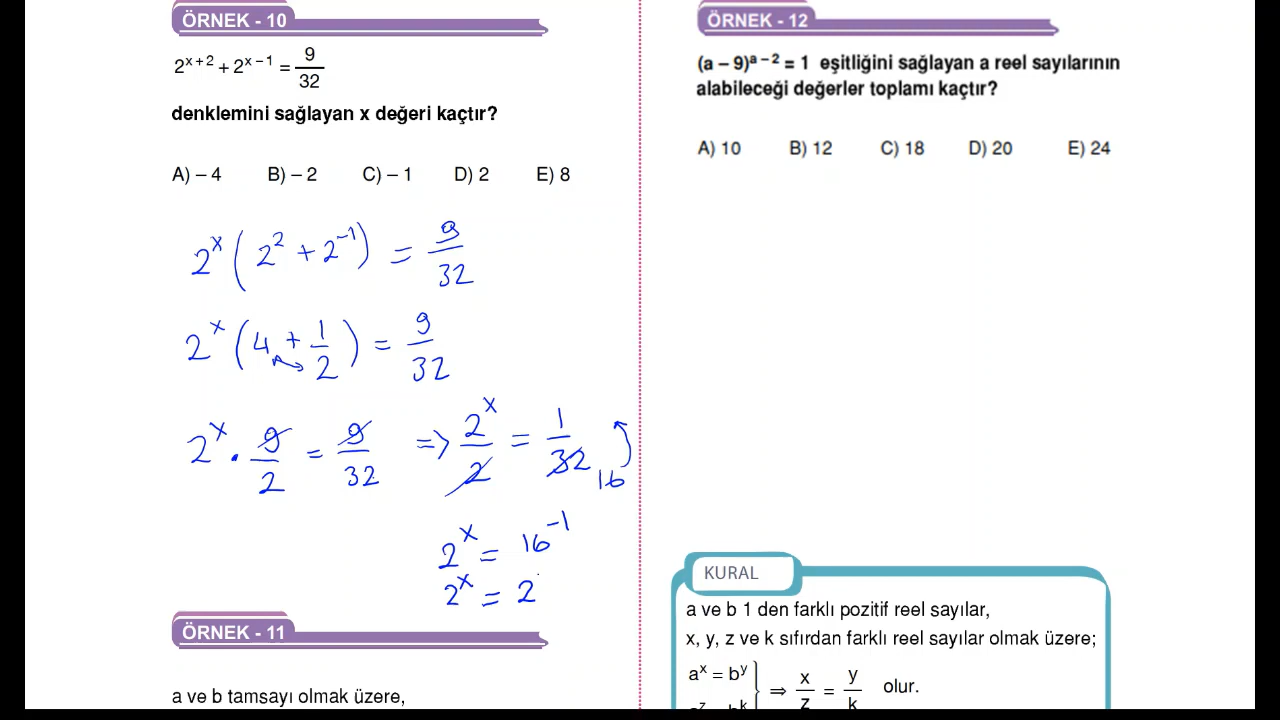 ÖRNEK - 10
2^{x+2} + 2^{x-1} = 9/32
denklemini sağlayan x değeri kaçtır?
A) – 4 B) – 2 C) – 1 D) 2 E) 8
2^x (2^2 + 2^{-1}) = 9/32
2^x (4 + 1/2) = 9/32
2^x · 9/2 = 9/32 ⇒ 2^x/2 = 1/32 16
2^x = 16^{-1}
2^x = 2
ÖRNEK - 11
a ve b tamsayı olmak üzere,
ÖRNEK - 12
(a – 9)^{a – 2} = 1 eşitliğini sağlayan a reel sayılarının
alabileceği değerler toplamı kaçtır?
A) 10 B) 12 C) 18 D) 20 E) 24
KURAL
a ve b 1 den farklı pozitif reel sayılar,
x, y, z ve k sıfırdan farklı reel sayılar olmak üzere;
a^x = b^y ⇒ x/z = y/k olur.